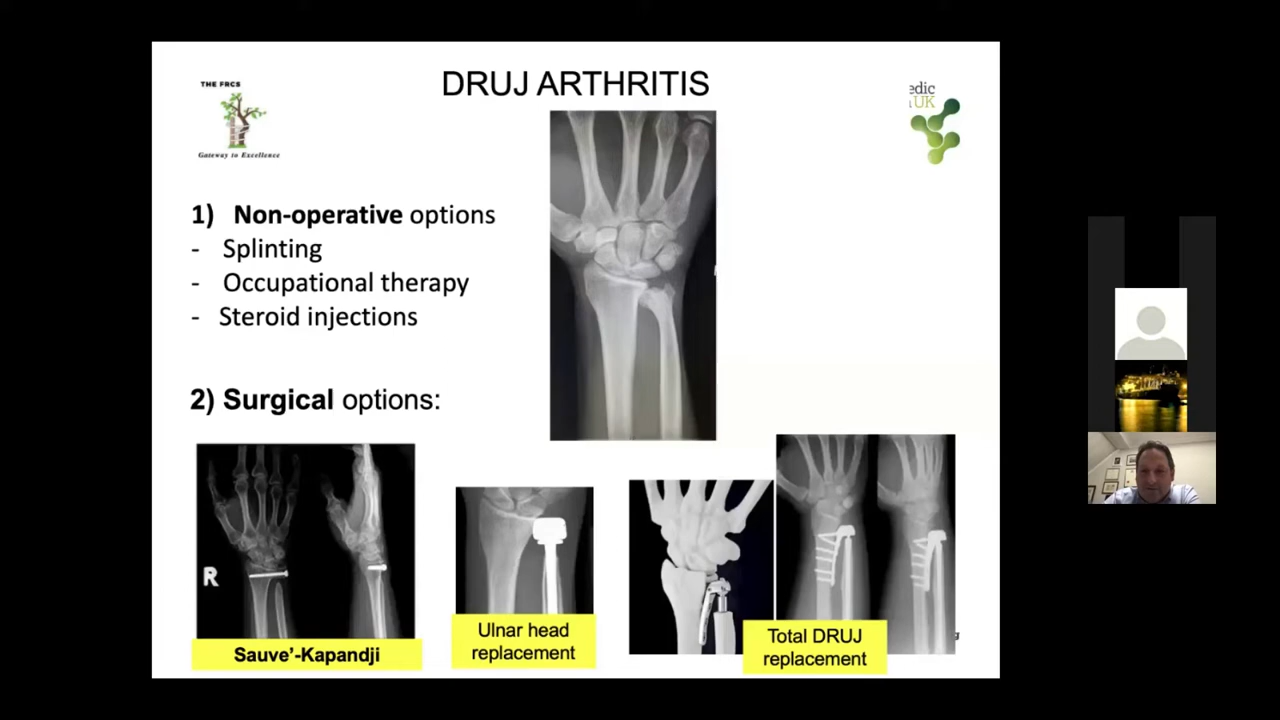 DRUJ ARTHRITIS
THE FRCS
Gateway to Excellence
edic
UK
1) Non-operative options
- Splinting
- Occupational therapy
- Steroid injections
2) Surgical options:
R
Sauve'-Kapandji
Ulnar head
replacement
Total DRUJ
replacement